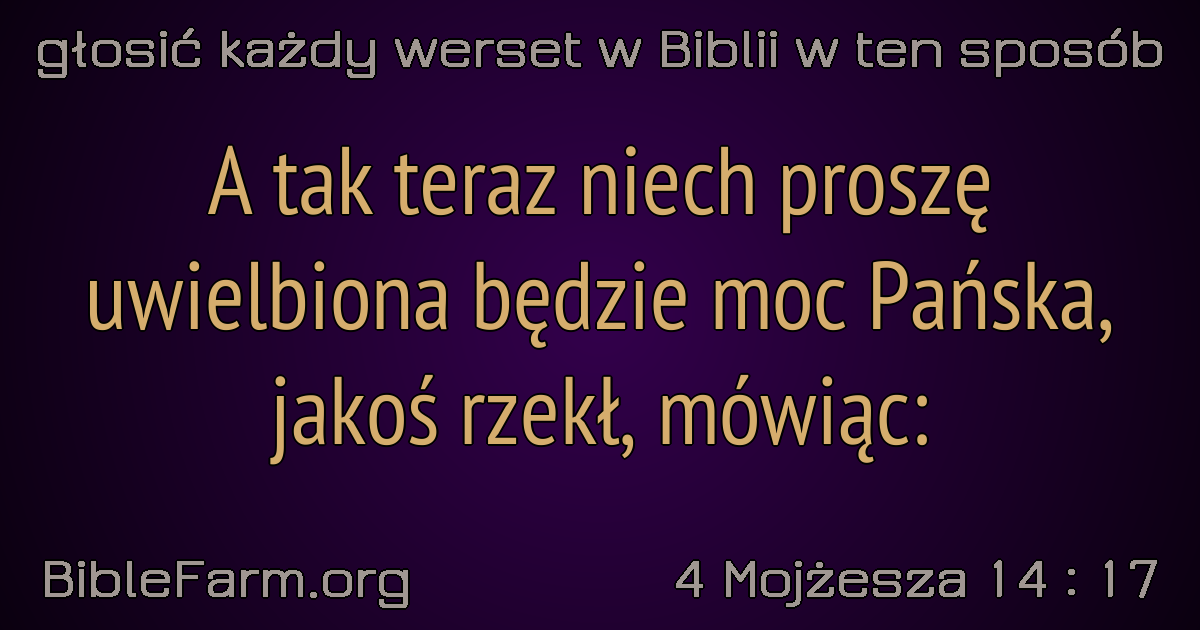 głosić każdy werset w Biblii w ten sposób
A tak teraz niech proszę
uwielbiona będzie moc Pańska,
jakoś rzekł, mówiąc:
BibleFarm.org
4 Mojżesza 14 : 17